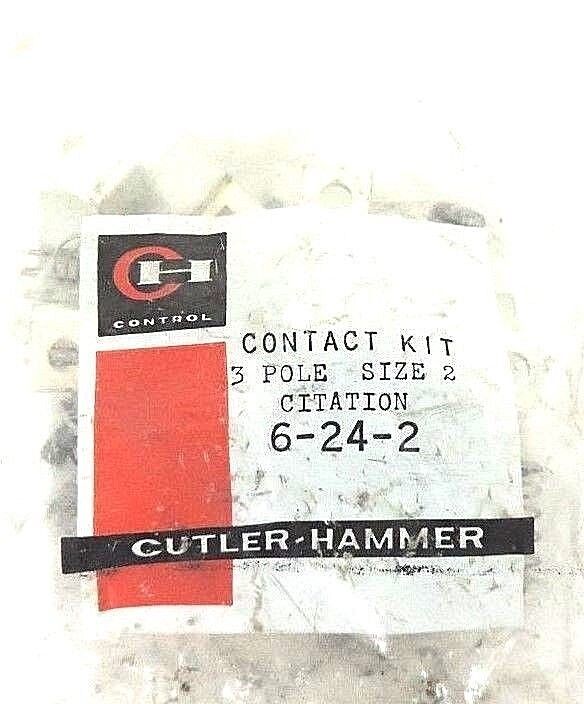 CH
CONTROL
CONTACT KIT
3 POLE SIZE 2
CITATION
6-24-2
CUTLER-HAMMER